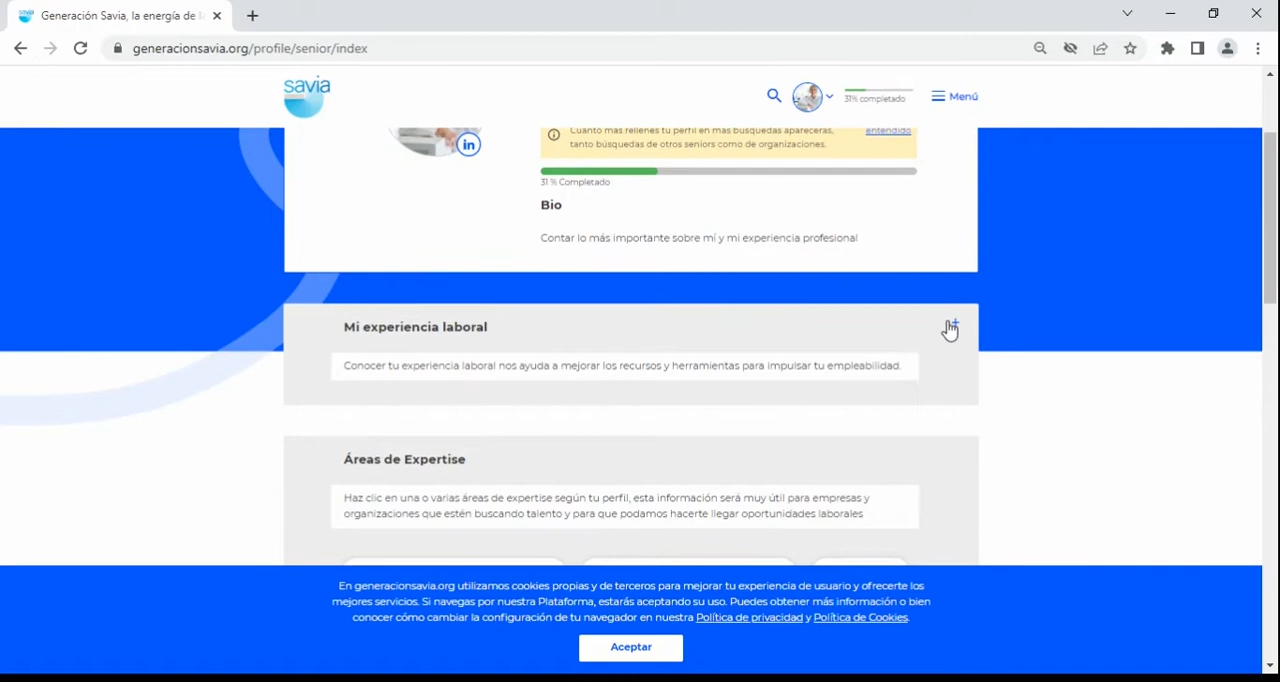 Generación Savia, la energía de l
generacionsavia.org/profile/senior/index
savia
31% completado
Menú
Cuanto más rellenes tu perfil en más búsquedas aparecerás,
entendido
tanto búsquedas de otros seniors como de organizaciones.
in
31 % Completado
Bio
Contar lo más importante sobre mí y mi experiencia profesional
Mi experiencia laboral
Conocer tu experiencia laboral nos ayuda a mejorar los recursos y herramientas para impulsar tu empleabilidad.
Áreas de Expertise
Haz clic en una o varias áreas de expertise según tu perfil, esta información será muy útil para empresas y
organizaciones que estén buscando talento y para que podamos hacerte llegar oportunidades laborales
En generacionsavia.org utilizamos cookies propias y de terceros para mejorar tu experiencia de usuario y ofrecerte los
mejores servicios. Si navegas por nuestra Plataforma, estarás aceptando su uso. Puedes obtener más información o bien
conocer cómo cambiar la configuración de tu navegador en nuestra Política de privacidad y Política de Cookies.
Aceptar